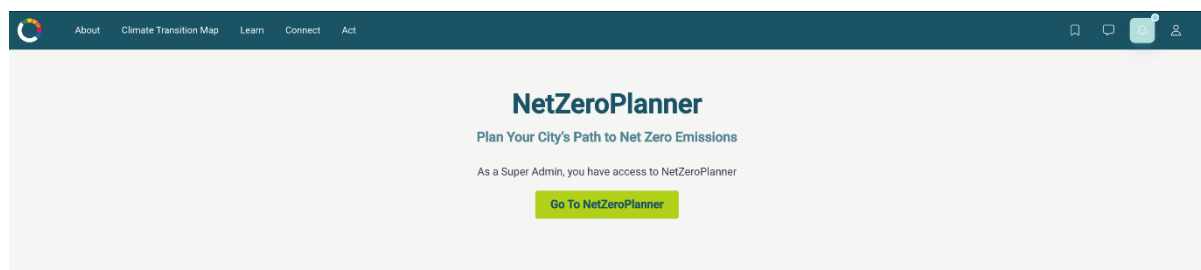 About Climate Transition Map Learn Connect Act
NetZeroPlanner
Plan Your City's Path to Net Zero Emissions
As a Super Admin, you have access to NetZeroPlanner
Go To NetZeroPlanner